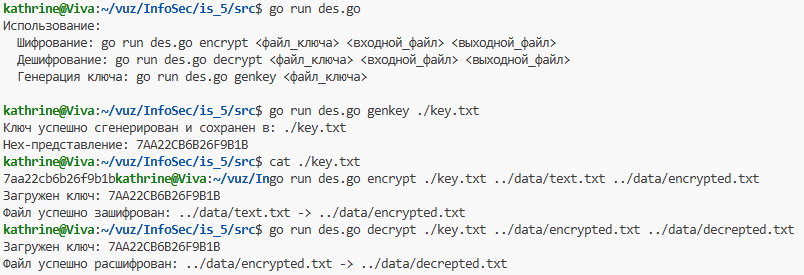 kathrine@Viva:~/vuz/InfoSec/is_5/src$ go run des.go
Использование:
  Шифрование: go run des.go encrypt <файл_ключа> <входной_файл> <выходной_файл>
  Дешифрование: go run des.go decrypt <файл_ключа> <входной_файл> <выходной_файл>
  Генерация ключа: go run des.go genkey <файл_ключа>

kathrine@Viva:~/vuz/InfoSec/is_5/src$ go run des.go genkey ./key.txt
Ключ успешно сгенерирован и сохранен в: ./key.txt
Hex-представление: 7AA22CB6B26F9B1B
kathrine@Viva:~/vuz/InfoSec/is_5/src$ cat ./key.txt
7aa22cb6b26f9b1bkathrine@Viva:~/vuz/Ingo run des.go encrypt ./key.txt ../data/text.txt ../data/encrypted.txt
Загружен ключ: 7AA22CB6B26F9B1B
Файл успешно зашифрован: ../data/text.txt -> ../data/encrypted.txt
kathrine@Viva:~/vuz/InfoSec/is_5/src$ go run des.go decrypt ./key.txt ../data/encrypted.txt ../data/decrepted.txt
Загружен ключ: 7AA22CB6B26F9B1B
Файл успешно расшифрован: ../data/encrypted.txt -> ../data/decrepted.txt